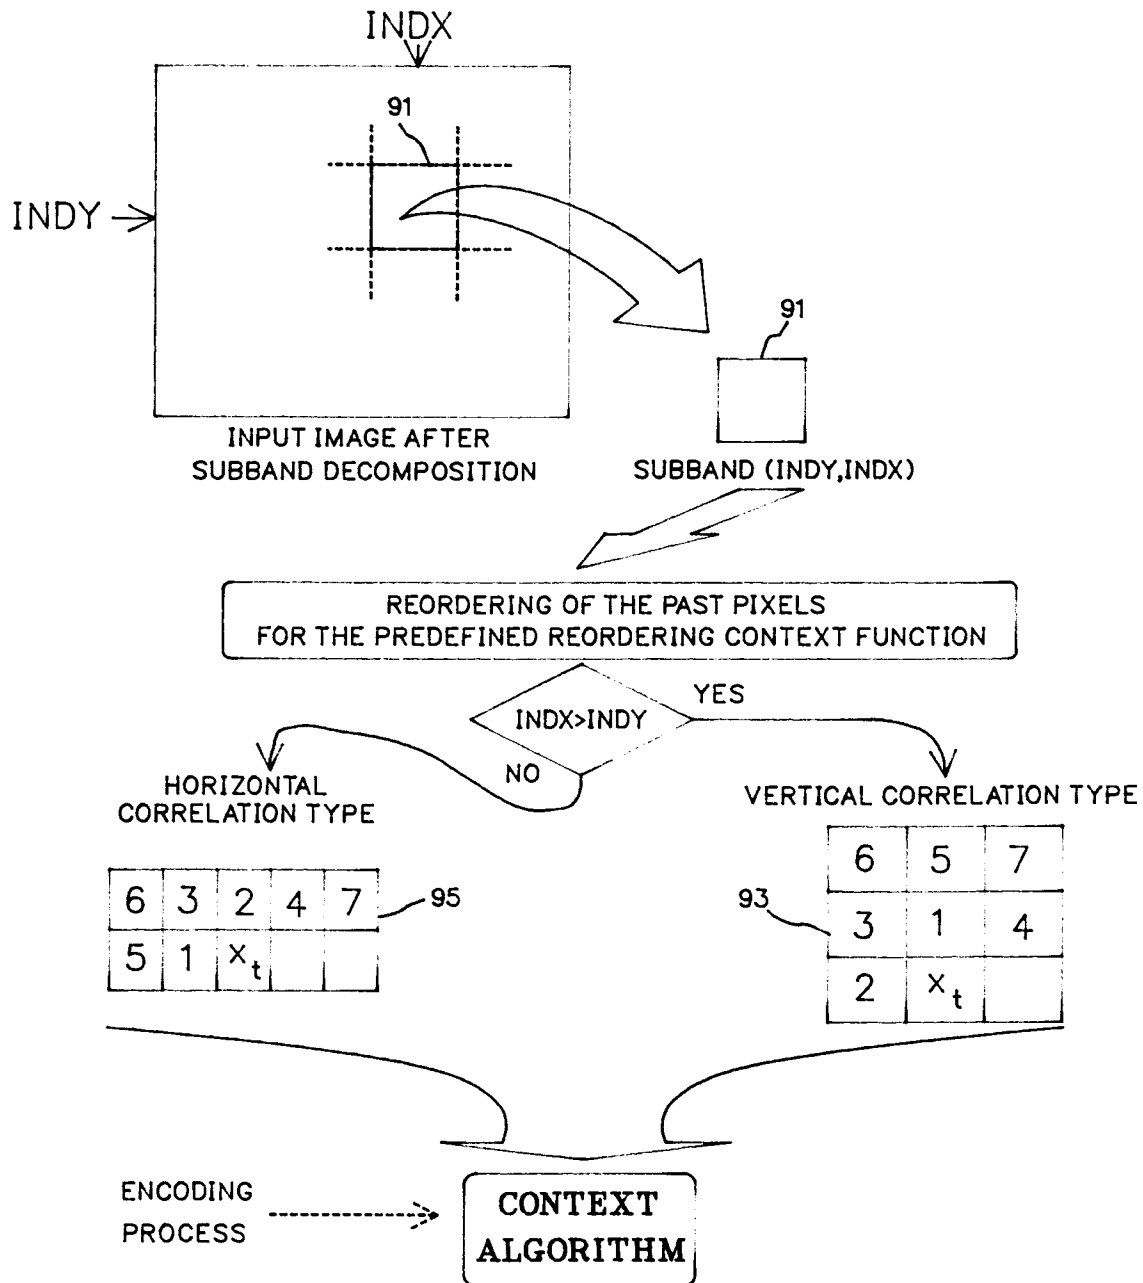 INDX
91
INDY
91
INPUT IMAGE AFTER
SUBBAND DECOMPOSITION
SUBBAND (INDY,INDX)
REORDERING OF THE PAST PIXELS
FOR THE PREDEFINED REORDERING CONTEXT FUNCTION
INDX>INDY
YES
NO
HORIZONTAL
CORRELATION TYPE
6 3 2 4 7
5 1 Xt
95
VERTICAL CORRELATION TYPE
6 5 7
3 1 4
2 Xt
93
ENCODING
PROCESS
CONTEXT
ALGORITHM